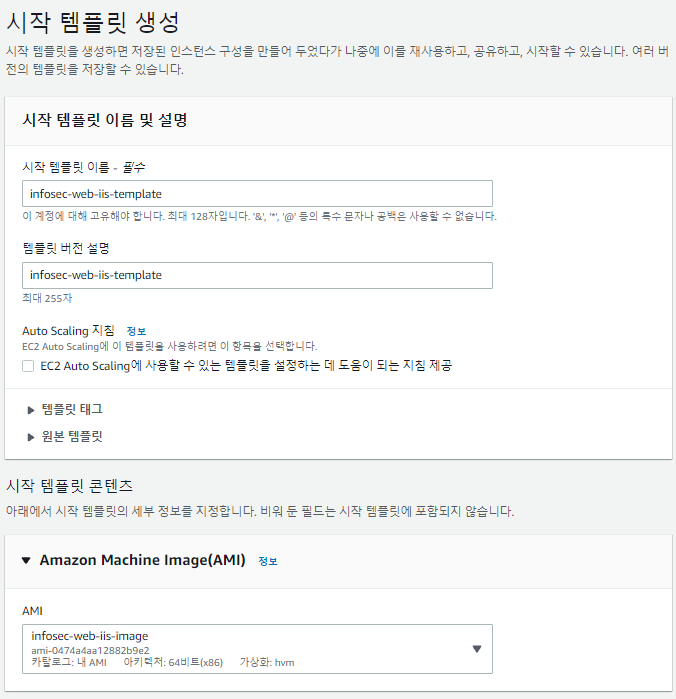 시작 템플릿 생성
시작 템플릿을 생성하면 저장된 인스턴스 구성을 만들어 두었다가 나중에 이를 재사용하고, 공유하고, 시작할 수 있습니다. 여러 버
전의 템플릿을 저장할 수 있습니다.
시작 템플릿 이름 및 설명
시작 템플릿 이름 - 필수
infosec-web-iis-template
이 계정에 대해 고유해야 합니다. 최대 128자입니다. '&', '*', '@' 등의 특수 문자나 공백은 사용할 수 없습니다.
템플릿 버전 설명
infosec-web-iis-template
최대 255자
Auto Scaling 지침 정보
EC2 Auto Scaling에 이 템플릿을 사용하려면 이 항목을 선택합니다.
EC2 Auto Scaling에 사용할 수 있는 템플릿을 설정하는 데 도움이 되는 지침 제공
템플릿 태그
원본 템플릿
시작 템플릿 콘텐츠
아래에서 시작 템플릿의 세부 정보를 지정합니다. 비워 둔 필드는 시작 템플릿에 포함되지 않습니다.
Amazon Machine Image(AMI) 정보
AMI
infosec-web-iis-image
ami-0474a4aa12882b9e2
카탈로그: 내 AMI 아키텍처: 64비트(x86) 가상화: hvm